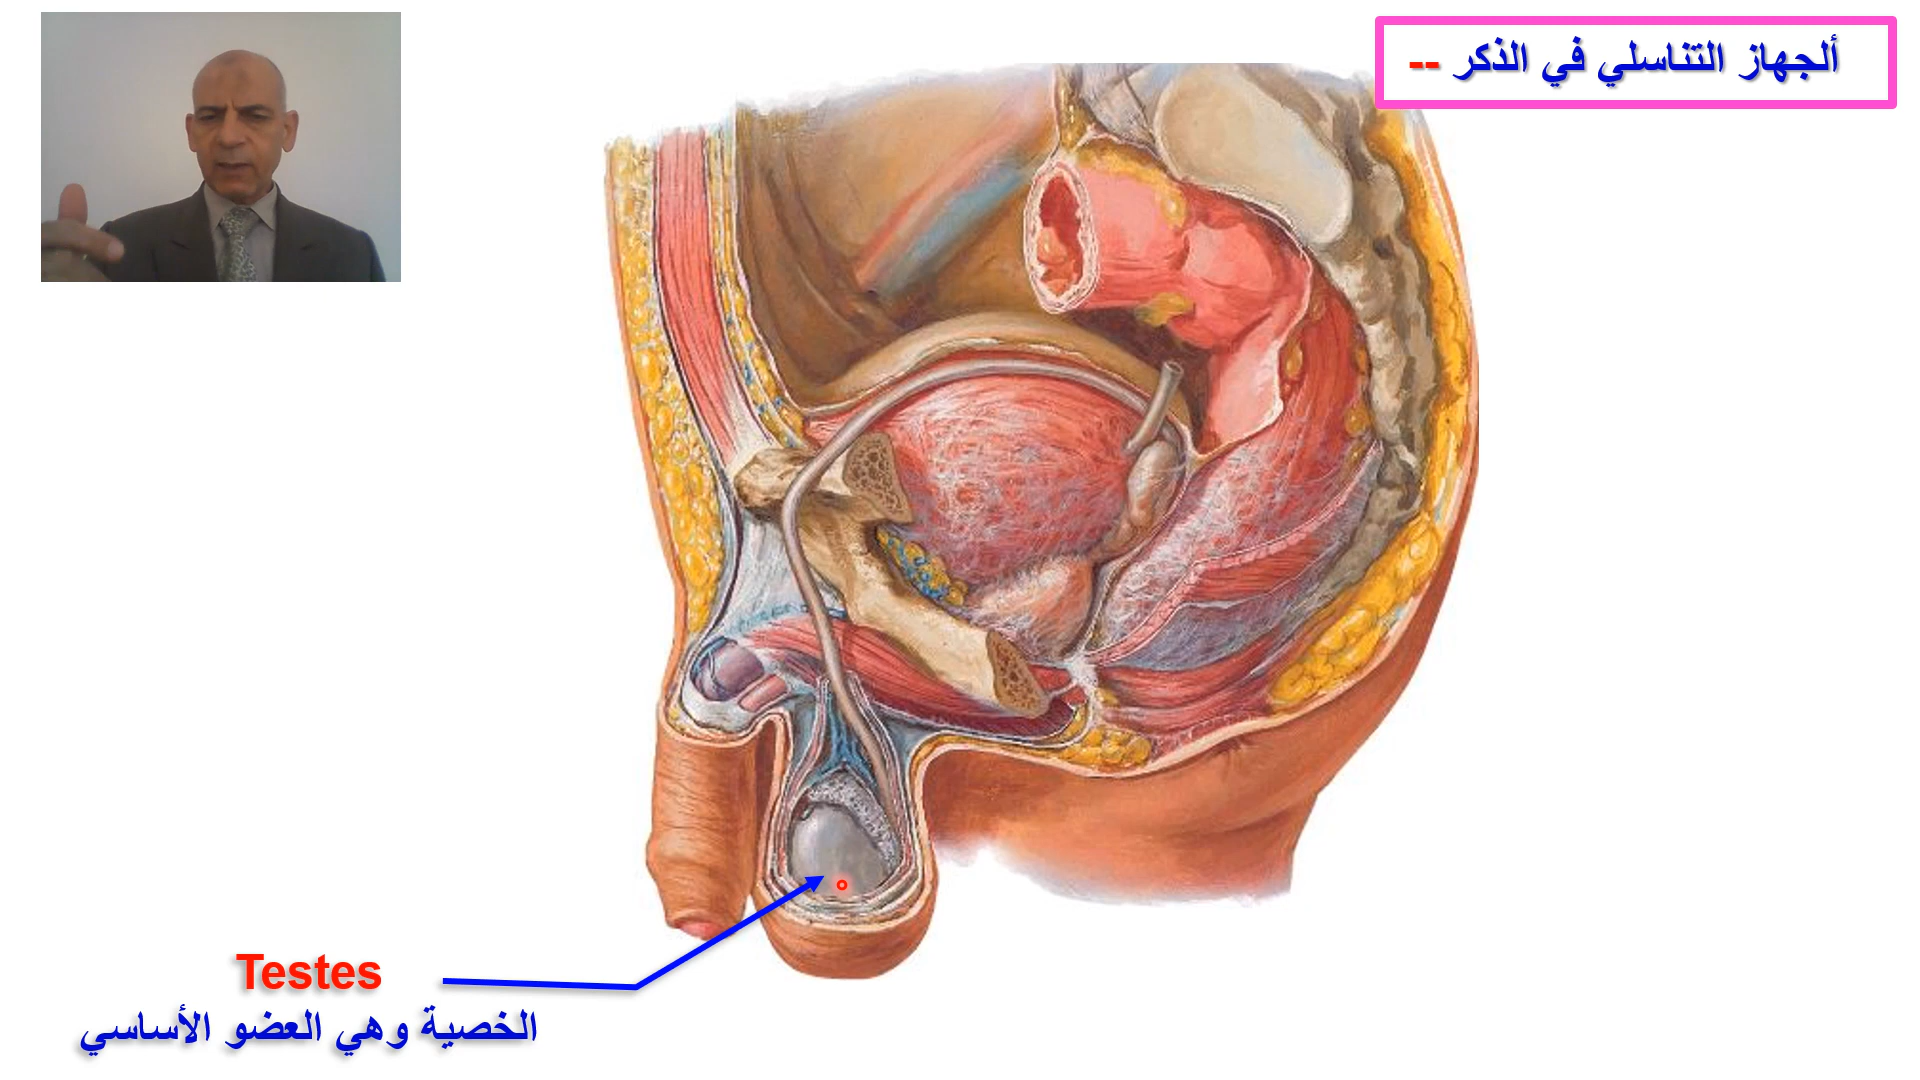 ألجهاز التناسلي في الذكر --
Testes
الخصية وهي العضو الأساسي